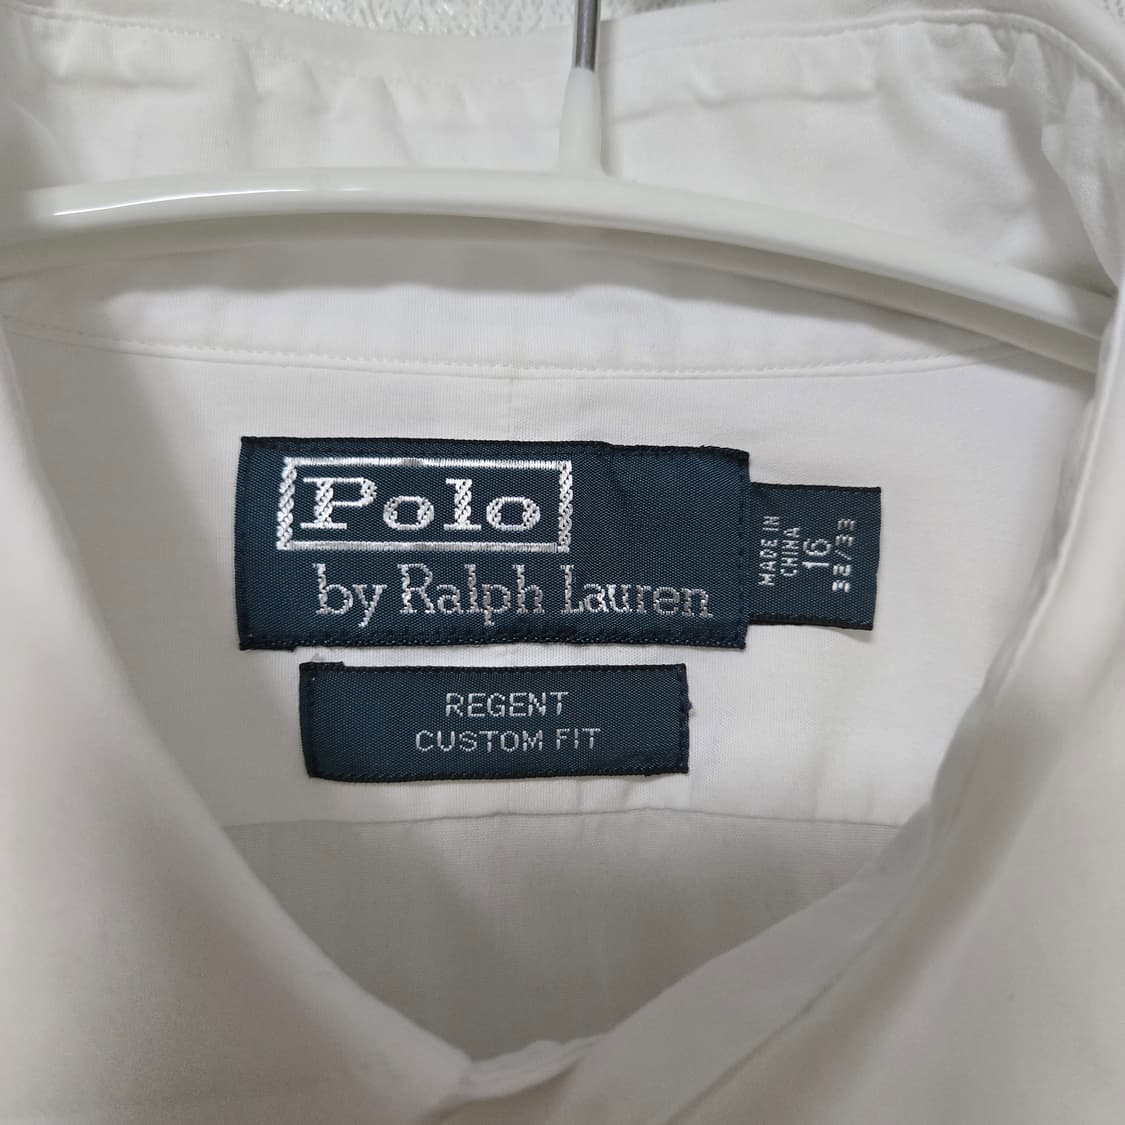 Polo
by Ralph Lauren
MADE IN
CHINA
16
32/33
REGENT
CUSTOM FIT